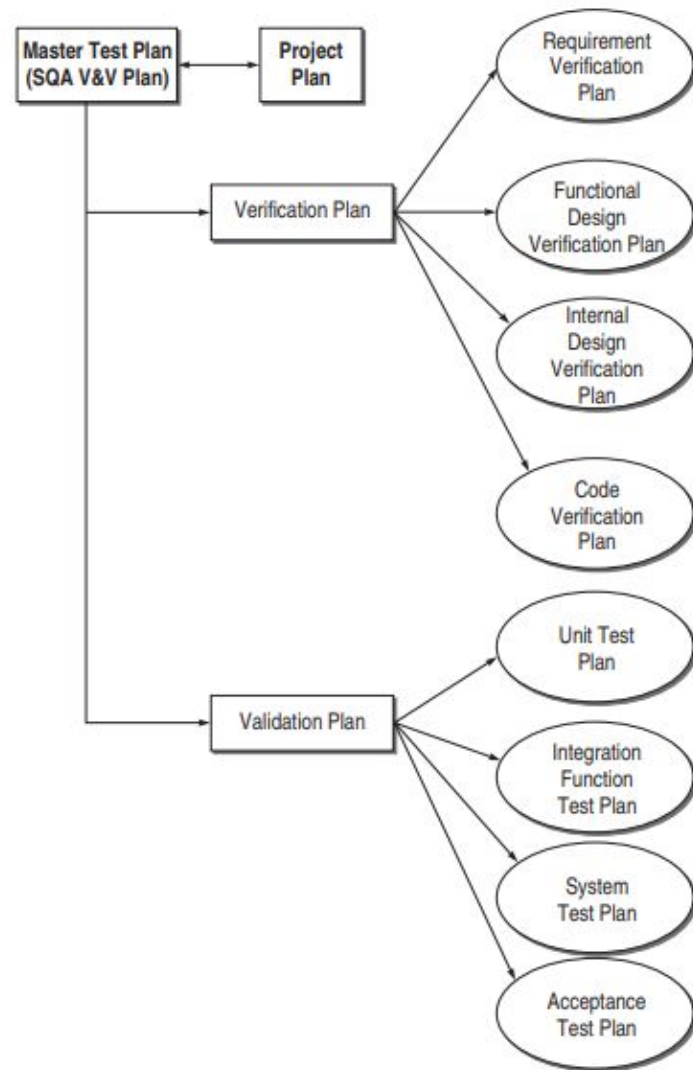 Master Test Plan
(SQA V&V Plan)
Project
Plan
Requirement
Verification
Plan
Verification Plan
Functional
Design
Verification Plan
Internal
Design
Verification
Plan
Code
Verification
Plan
Validation Plan
Unit Test
Plan
Integration
Function
Test Plan
System
Test Plan
Acceptance
Test Plan